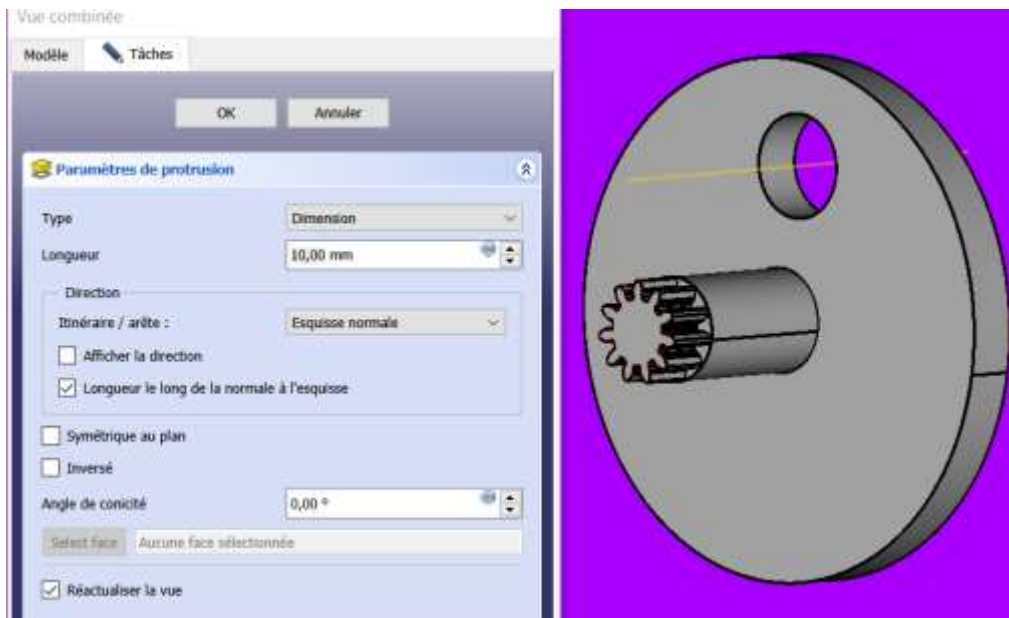 Vue combinée
Modèle Tâches
OK Annuler
Paramètres de protrusion
Type Dimension
Longueur 10,00 mm
Direction
Itinéraire / arête : Esquisse normale
Afficher la direction
Longueur le long de la normale à l'esquisse
Symétrique au plan
Inversé
Angle de conicité 0,00 °
Select face Aucune face sélectionnée
Réactualiser la vue